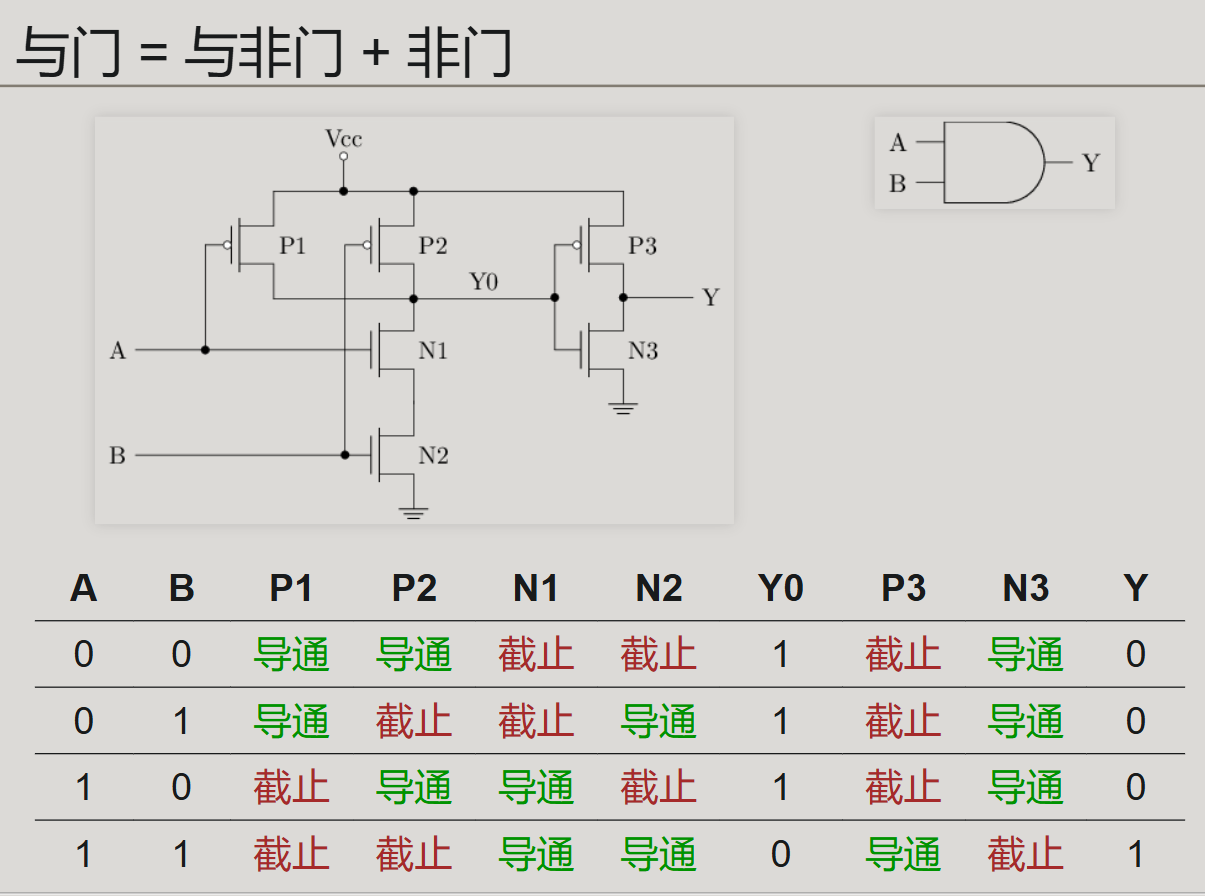 与门 = 与非门 + 非门
Vcc
P1 P2 P3
Y0
Y
A N1 N3
B N2
A
B
Y
A B P1 P2 N1 N2 Y0 P3 N3 Y
0 0 导通 导通 截止 截止 1 截止 导通 0
0 1 导通 截止 截止 导通 1 截止 导通 0
1 0 截止 导通 导通 截止 1 截止 导通 0
1 1 截止 截止 导通 导通 0 导通 截止 1